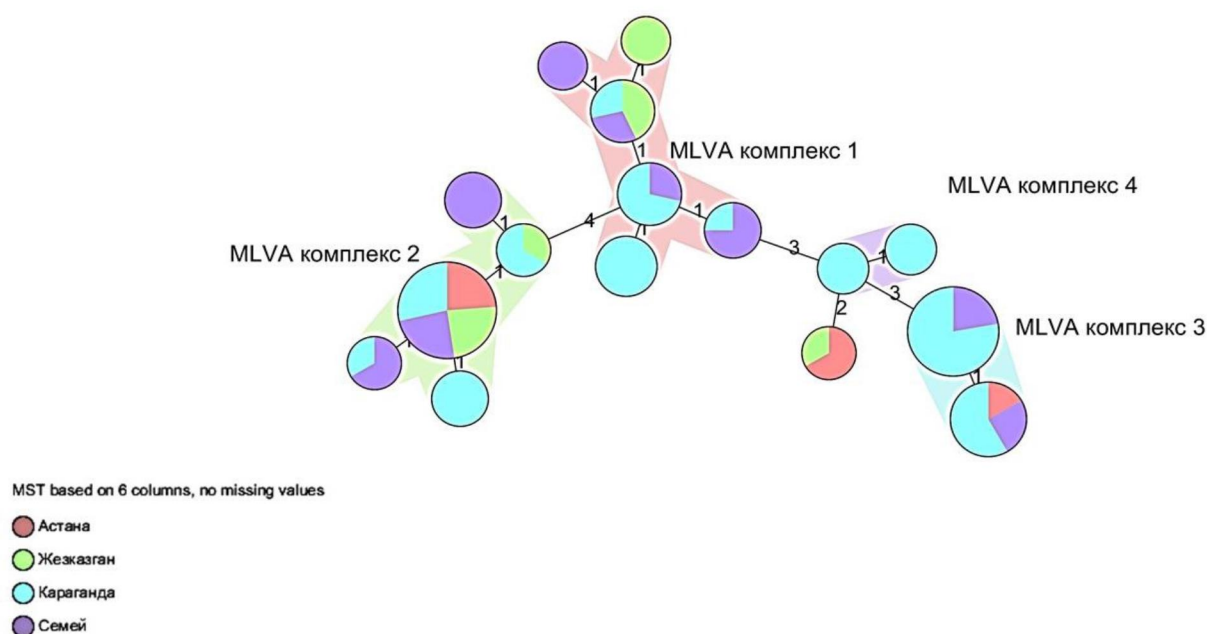 1
1
1
MLVA комплекс 1
MLVA комплекс 4
1
4
1
1
3
1
MLVA комплекс 2
1
3
2
MLVA комплекс 3
1
1
MST based on 6 columns, no missing values
Астана
Жезказган
Караганда
Семей